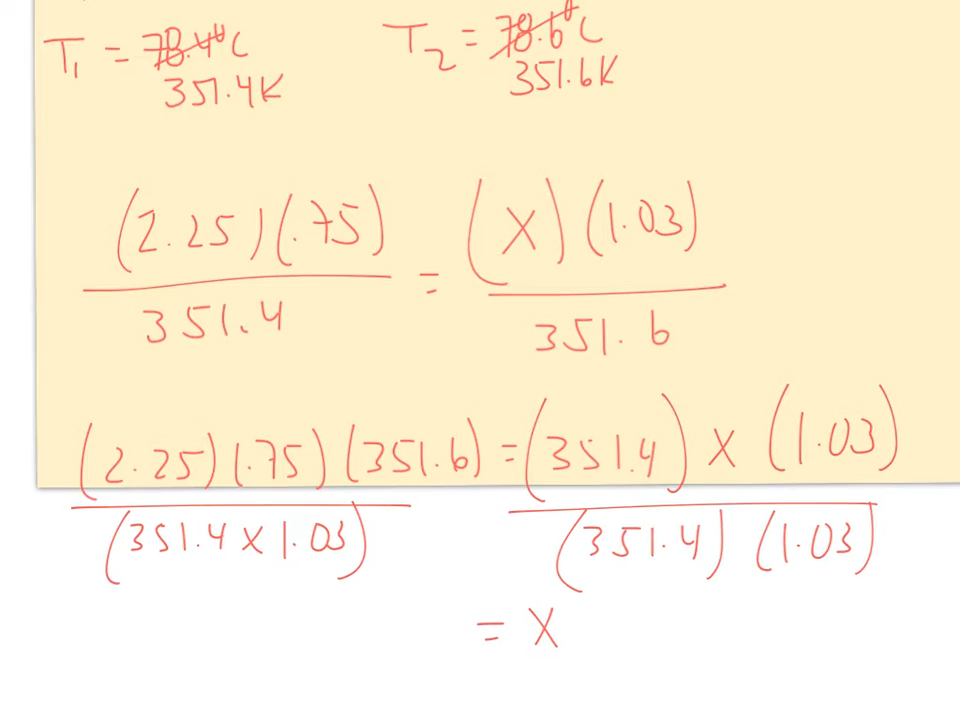 T₁ = 78.4°C T₂ = 78.6°C
351.4K 351.6K
(2.25)(.75) = (X)(1.03)
351.4 351.6
(2.25)(.75)(351.6) = (351.4) X (1.03)
(351.4 X 1.03) (351.4) (1.03)
= X